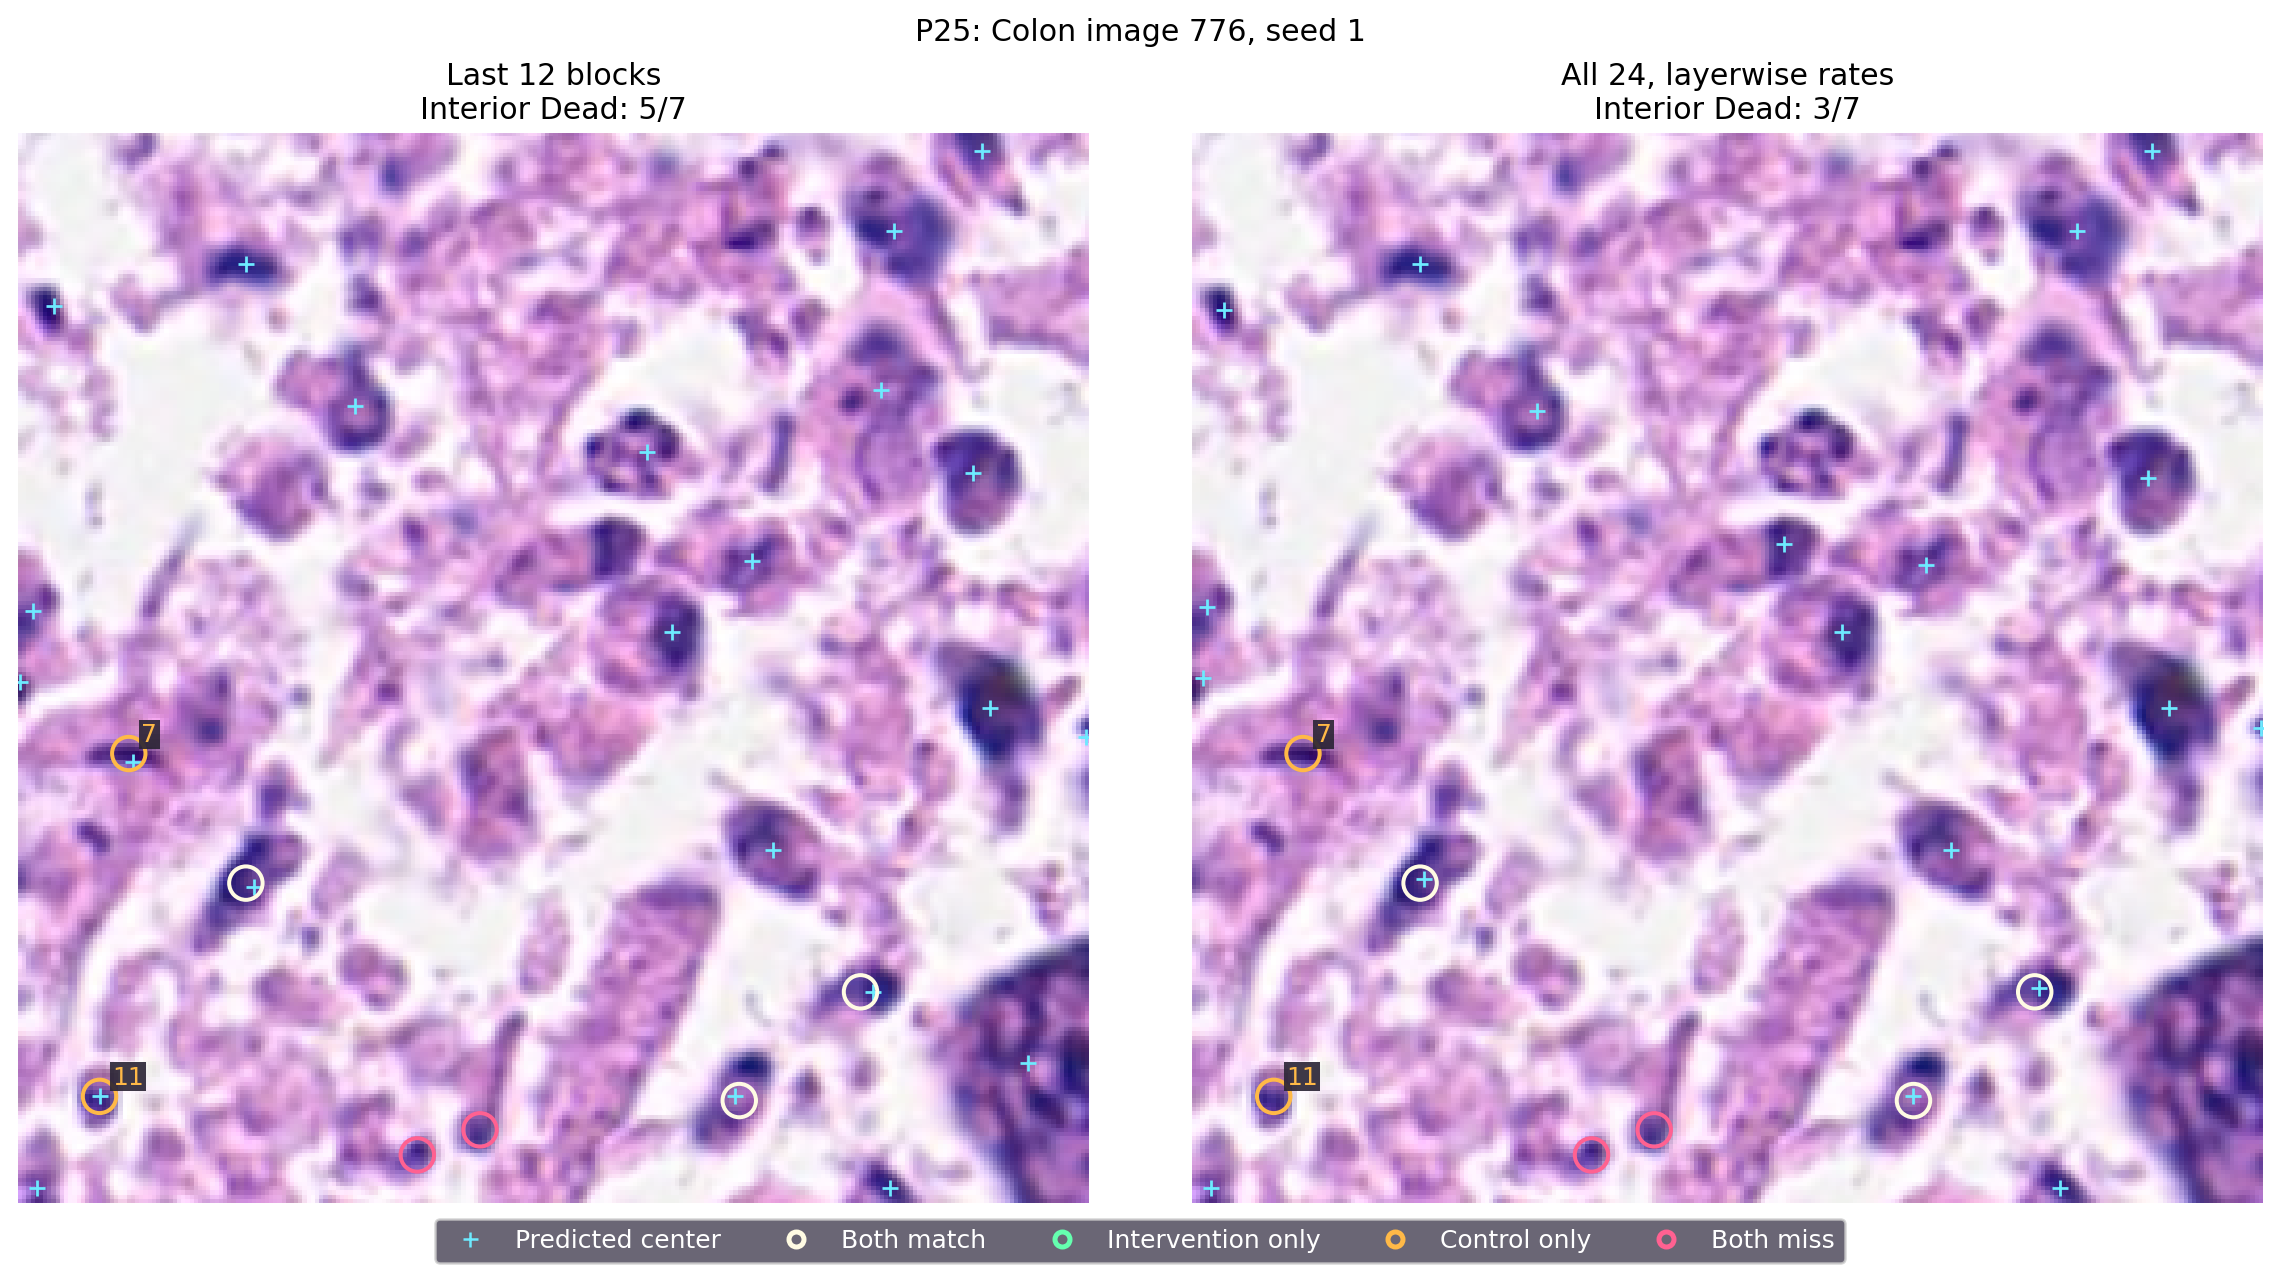 P25: Colon image 776, seed 1
Last 12 blocks
Interior Dead: 5/7
All 24, layerwise rates
Interior Dead: 3/7
7
11
7
11
Predicted center
Both match
Intervention only
Control only
Both miss